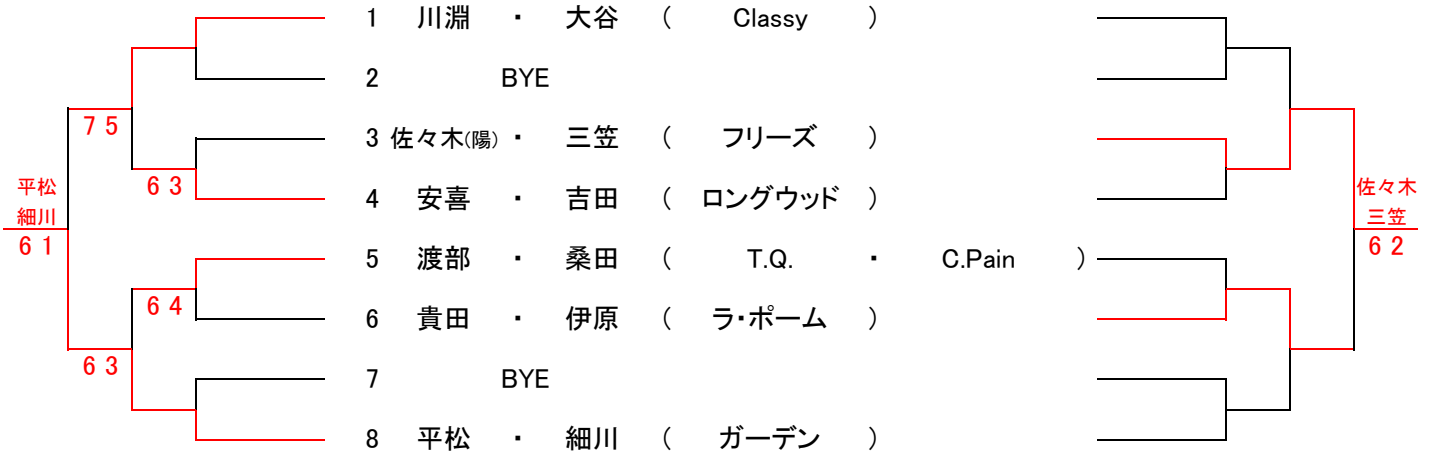 1 川淵 ・ 大谷 ( Classy )
2 BYE
7 5
3 佐々木(陽) ・ 三笠 ( フリーズ )
6 3
4 安喜 ・ 吉田 ( ロングウッド )
平松
細川
6 1
佐々木
三笠
6 2
5 渡部 ・ 桑田 ( T.Q. ・ C.Pain )
6 4
6 貴田 ・ 伊原 ( ラ・ポーム )
6 3
7 BYE
8 平松 ・ 細川 ( ガーデン )